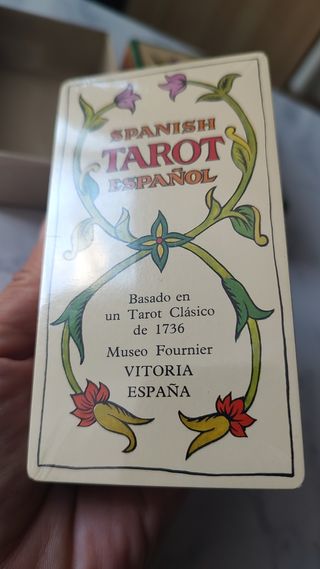 SPANISH
TAROT
ESPAÑOL
Basado en
un Tarot Clásico
de 1736
Museo Fournier
VITORIA
ESPAÑA